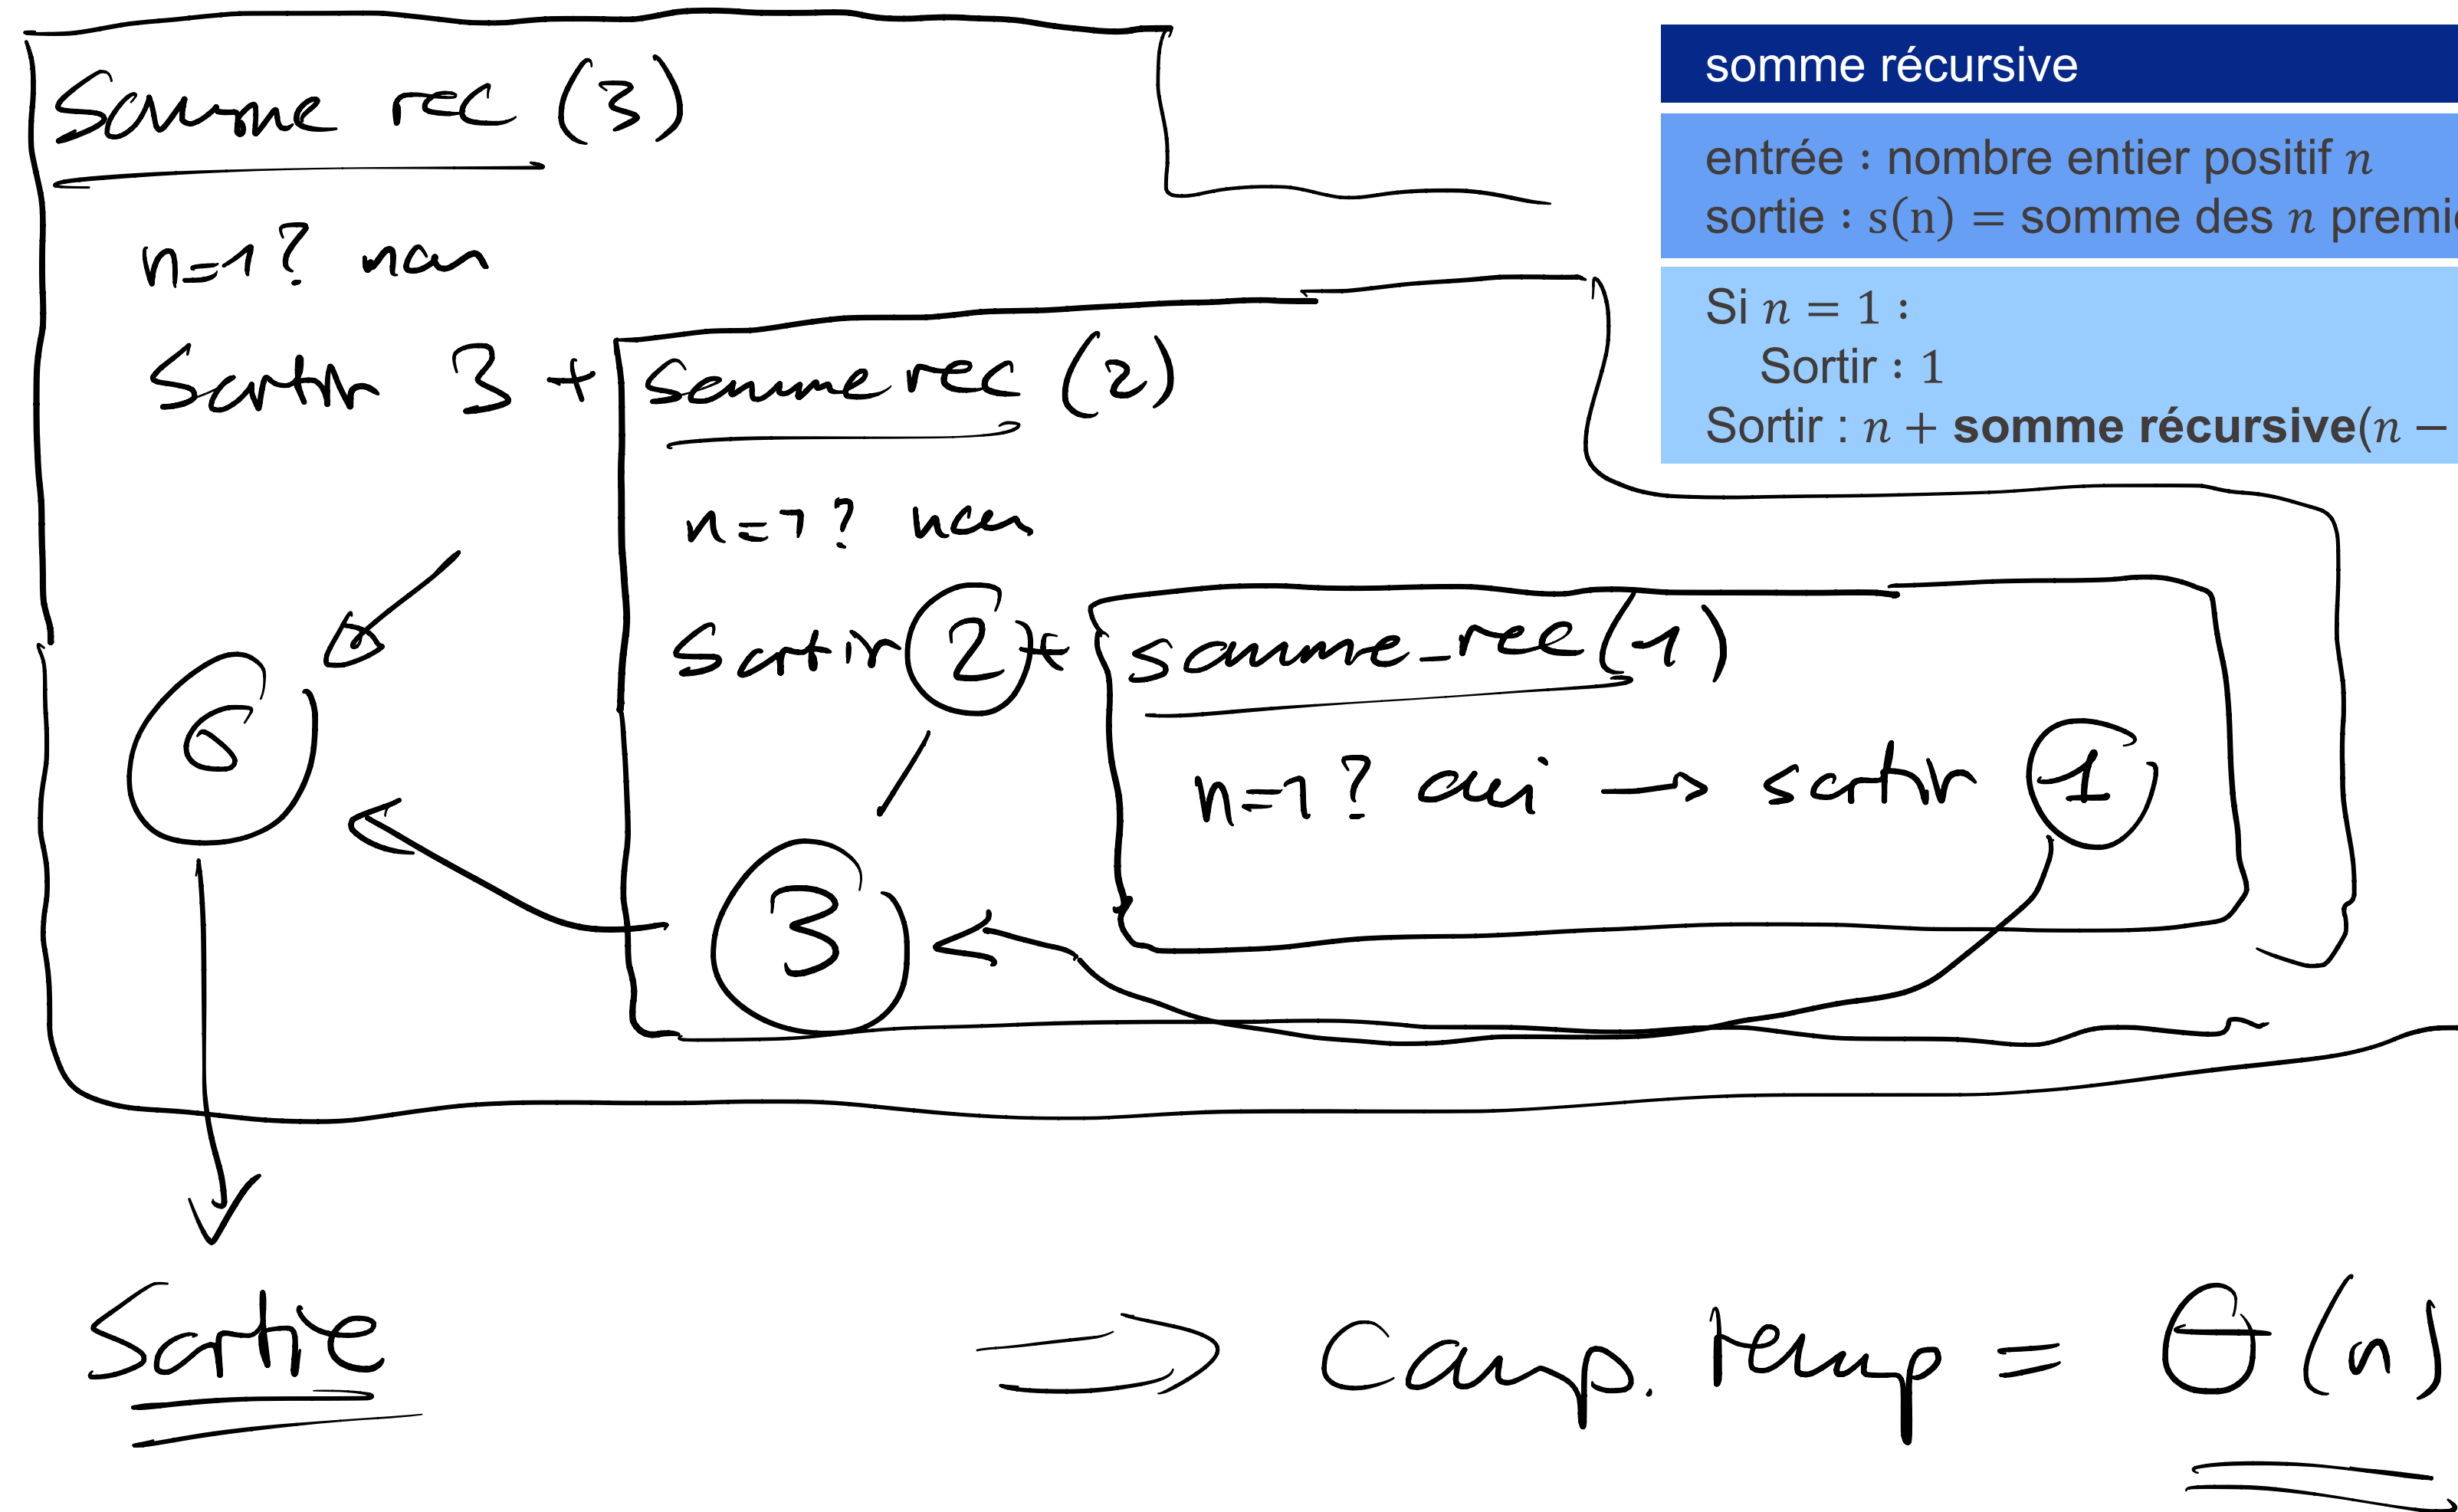 somme rec (3)
n=1? non
Sortir 3 + somme rec (2)
n=1? non
Sortir 2 + somme_rec(1)
n=1? oui → sortir 1
6
3
Sortie
⇒ Comp. temp = Θ(n)
somme récursive
entrée : nombre entier positif n
sortie : s(n) = somme des n premi
Si n = 1 :
Sortir : 1
Sortir : n + somme récursive(n −